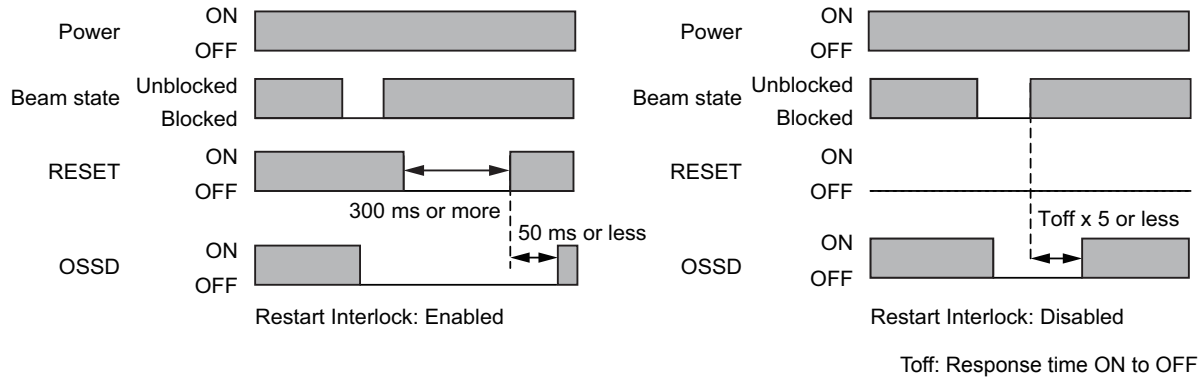 Power
ON
OFF
Beam state
Unblocked
Blocked
RESET
ON
OFF
300 ms or more
50 ms or less
OSSD
ON
OFF
Restart Interlock: Enabled
Power
ON
OFF
Beam state
Unblocked
Blocked
RESET
ON
OFF
Toff x 5 or less
OSSD
ON
OFF
Restart Interlock: Disabled
Toff: Response time ON to OFF